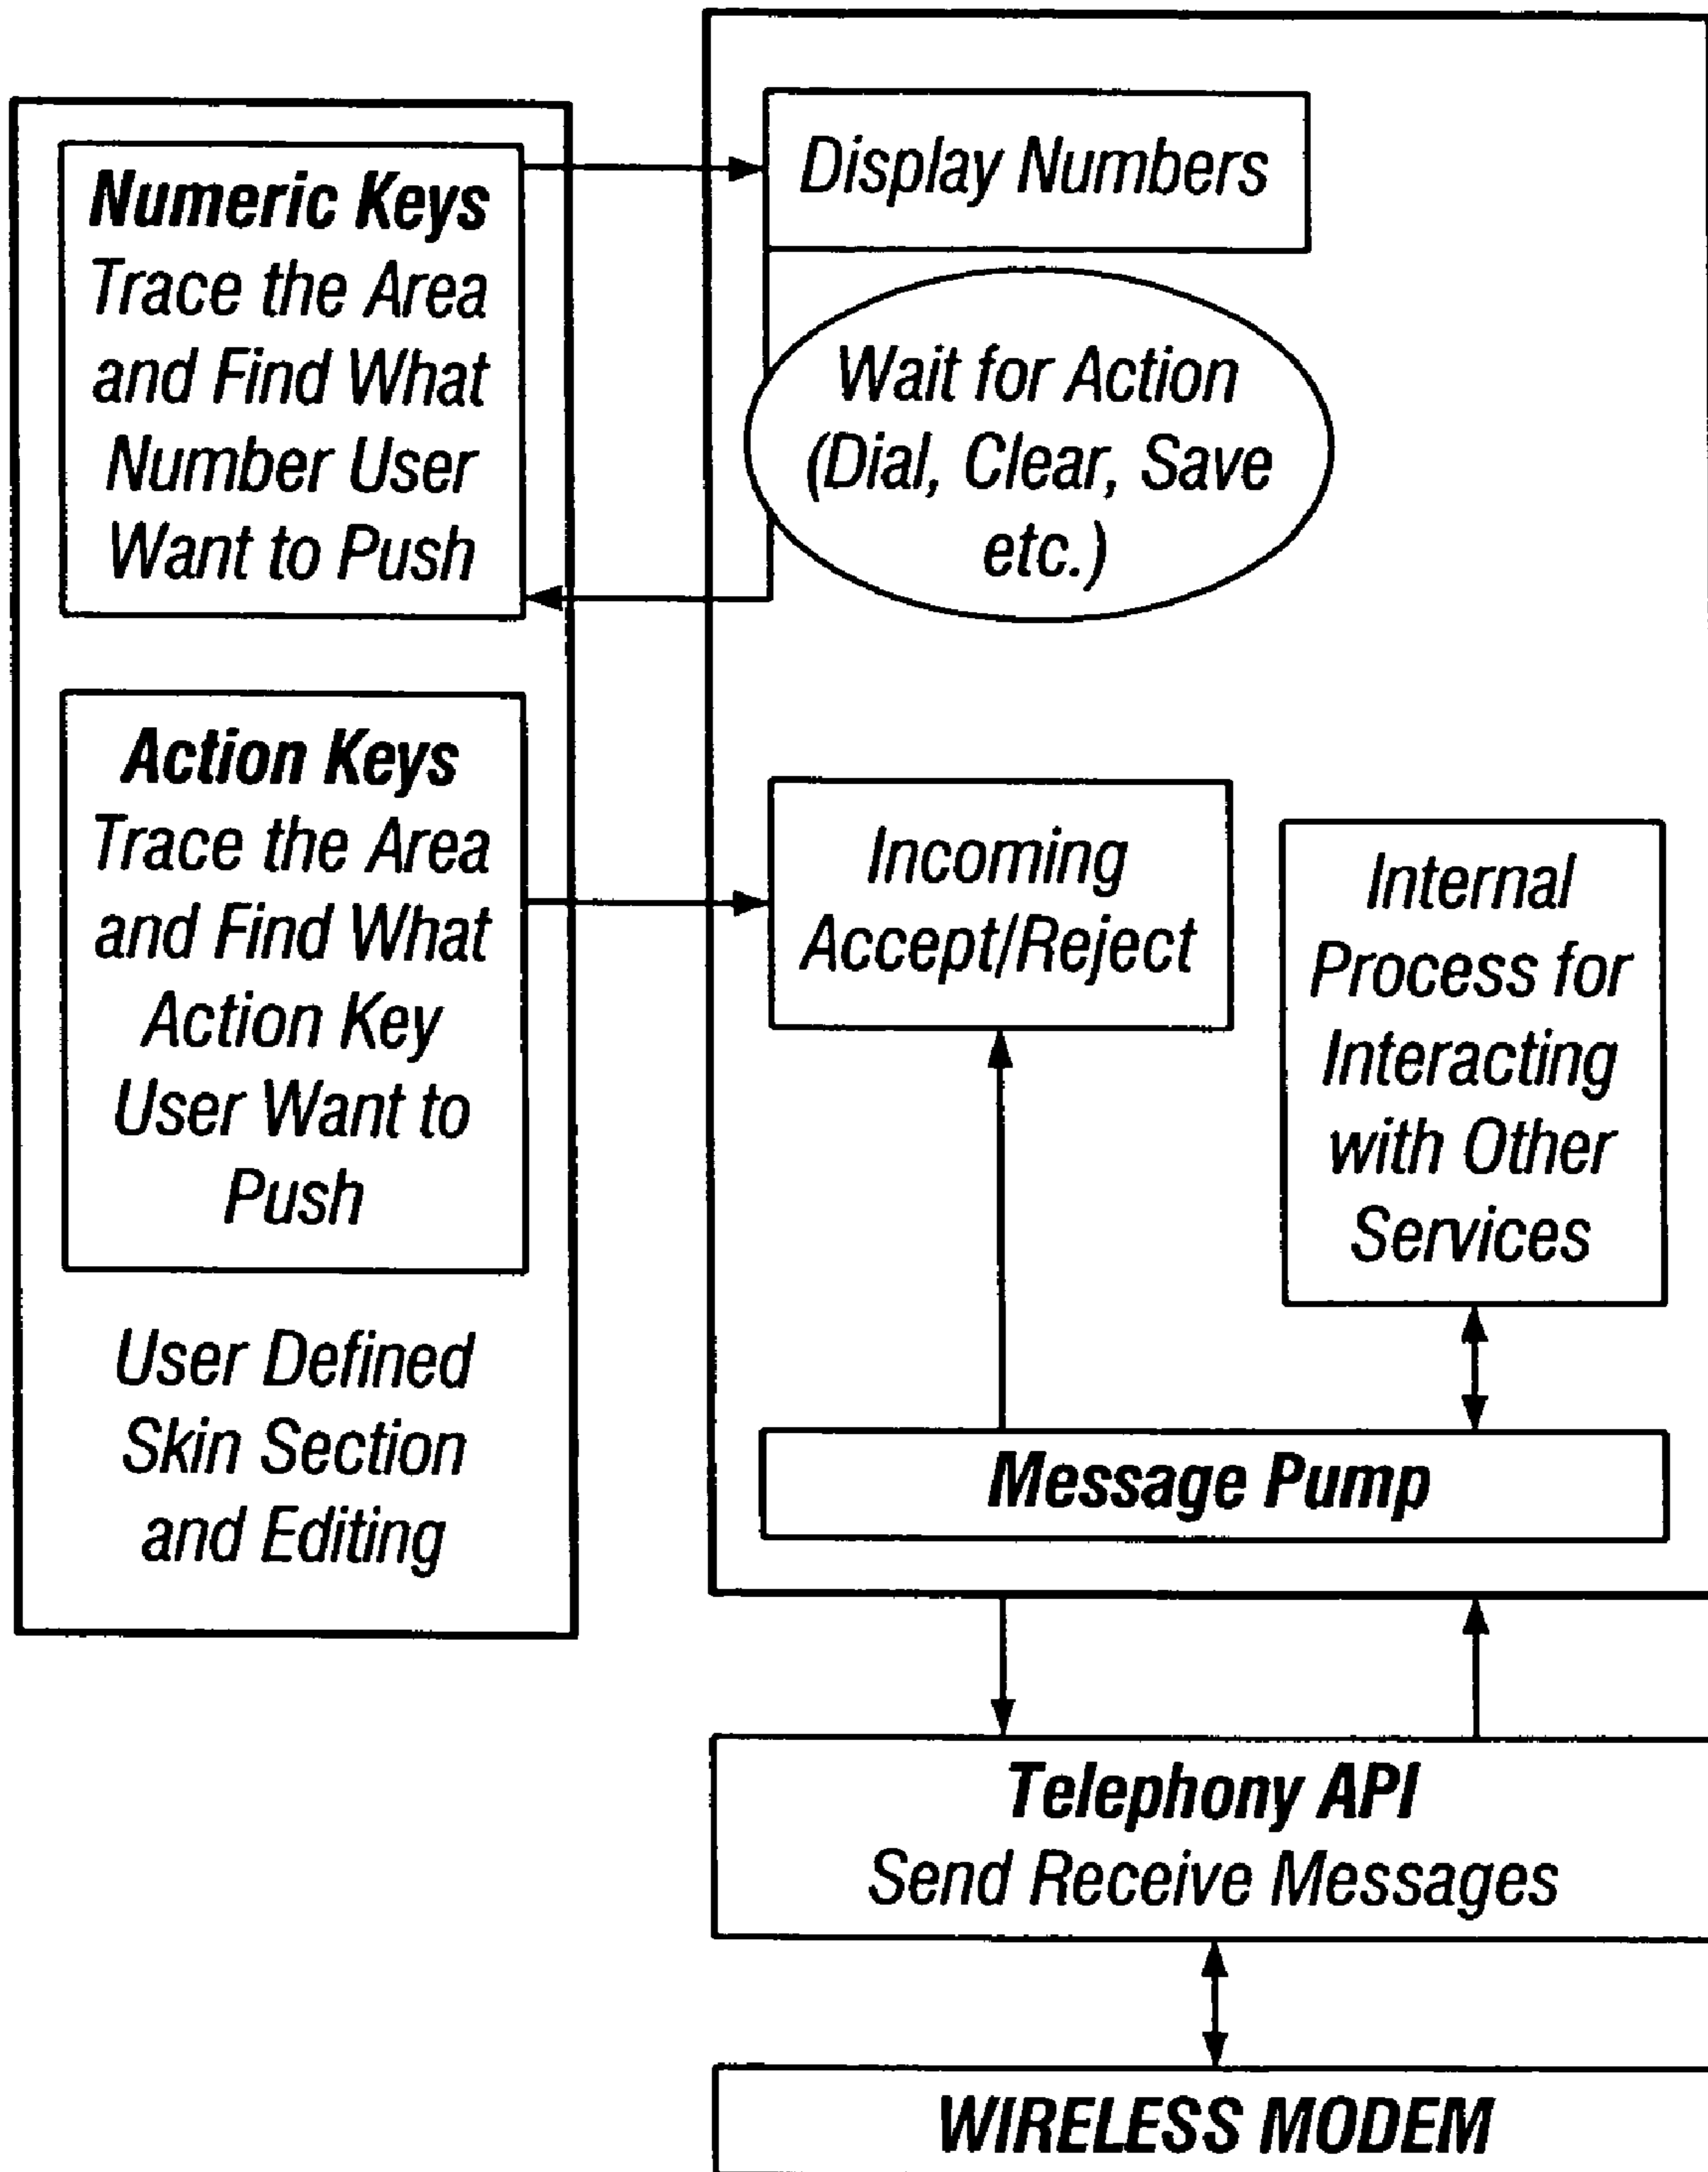 Numeric Keys
Trace the Area
and Find What
Number User
Want to Push
Action Keys
Trace the Area
and Find What
Action Key
User Want to
Push
User Defined
Skin Section
and Editing
Display Numbers
Wait for Action
(Dial, Clear, Save
etc.)
Incoming
Accept/Reject
Internal
Process for
Interacting
with Other
Services
Message Pump
Telephony API
Send Receive Messages
WIRELESS MODEM